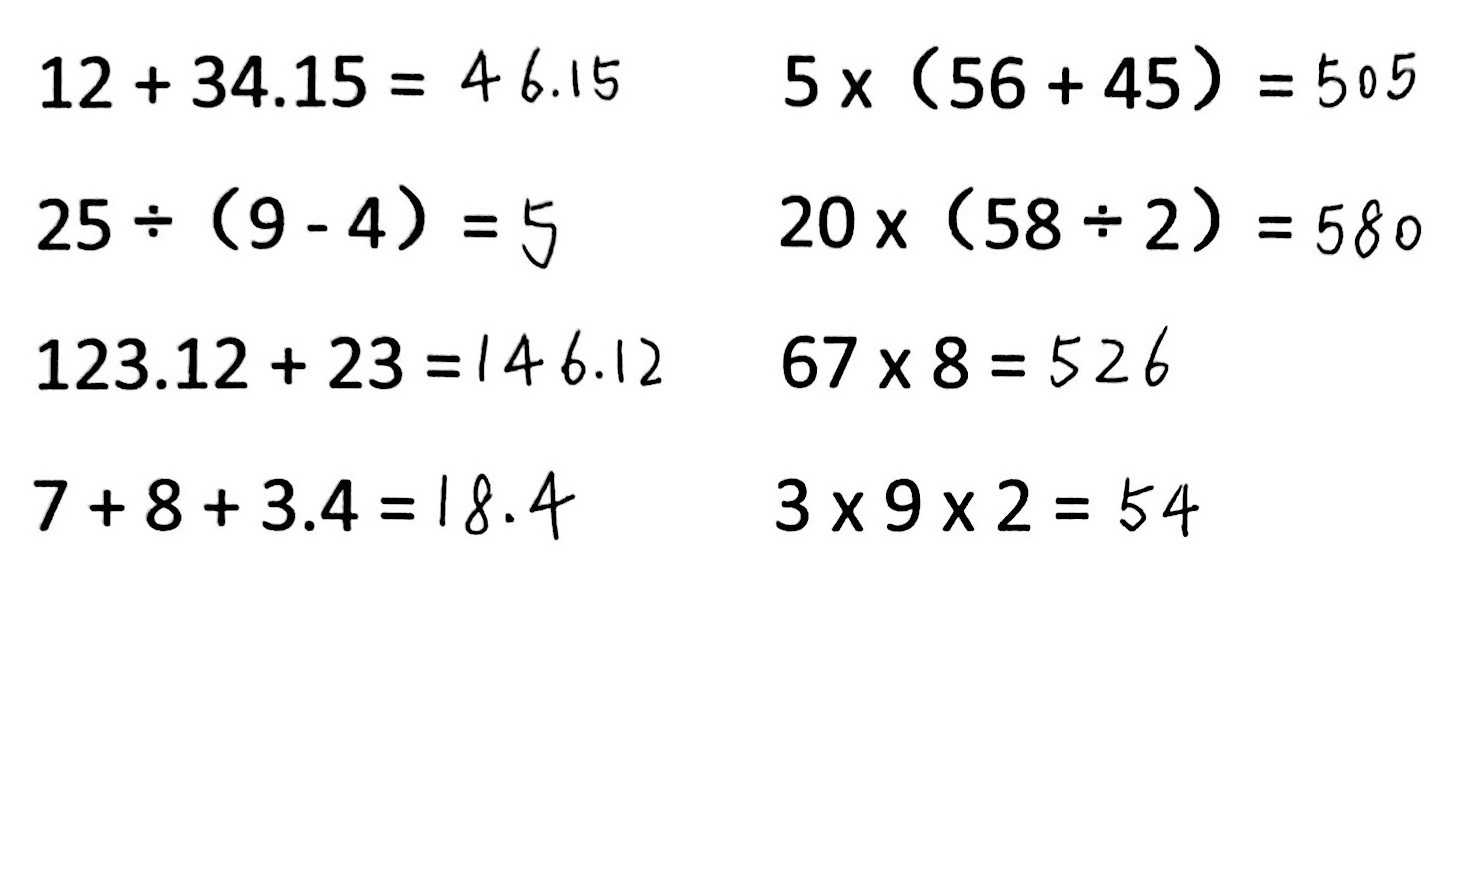 12 + 34.15 = 46.15
5 x（56 + 45）= 505
25 ÷（9 - 4）= 5
20 x（58 ÷ 2）= 580
123.12 + 23 = 146.12
67 x 8 = 526
7 + 8 + 3.4 = 18.4
3 x 9 x 2 = 54